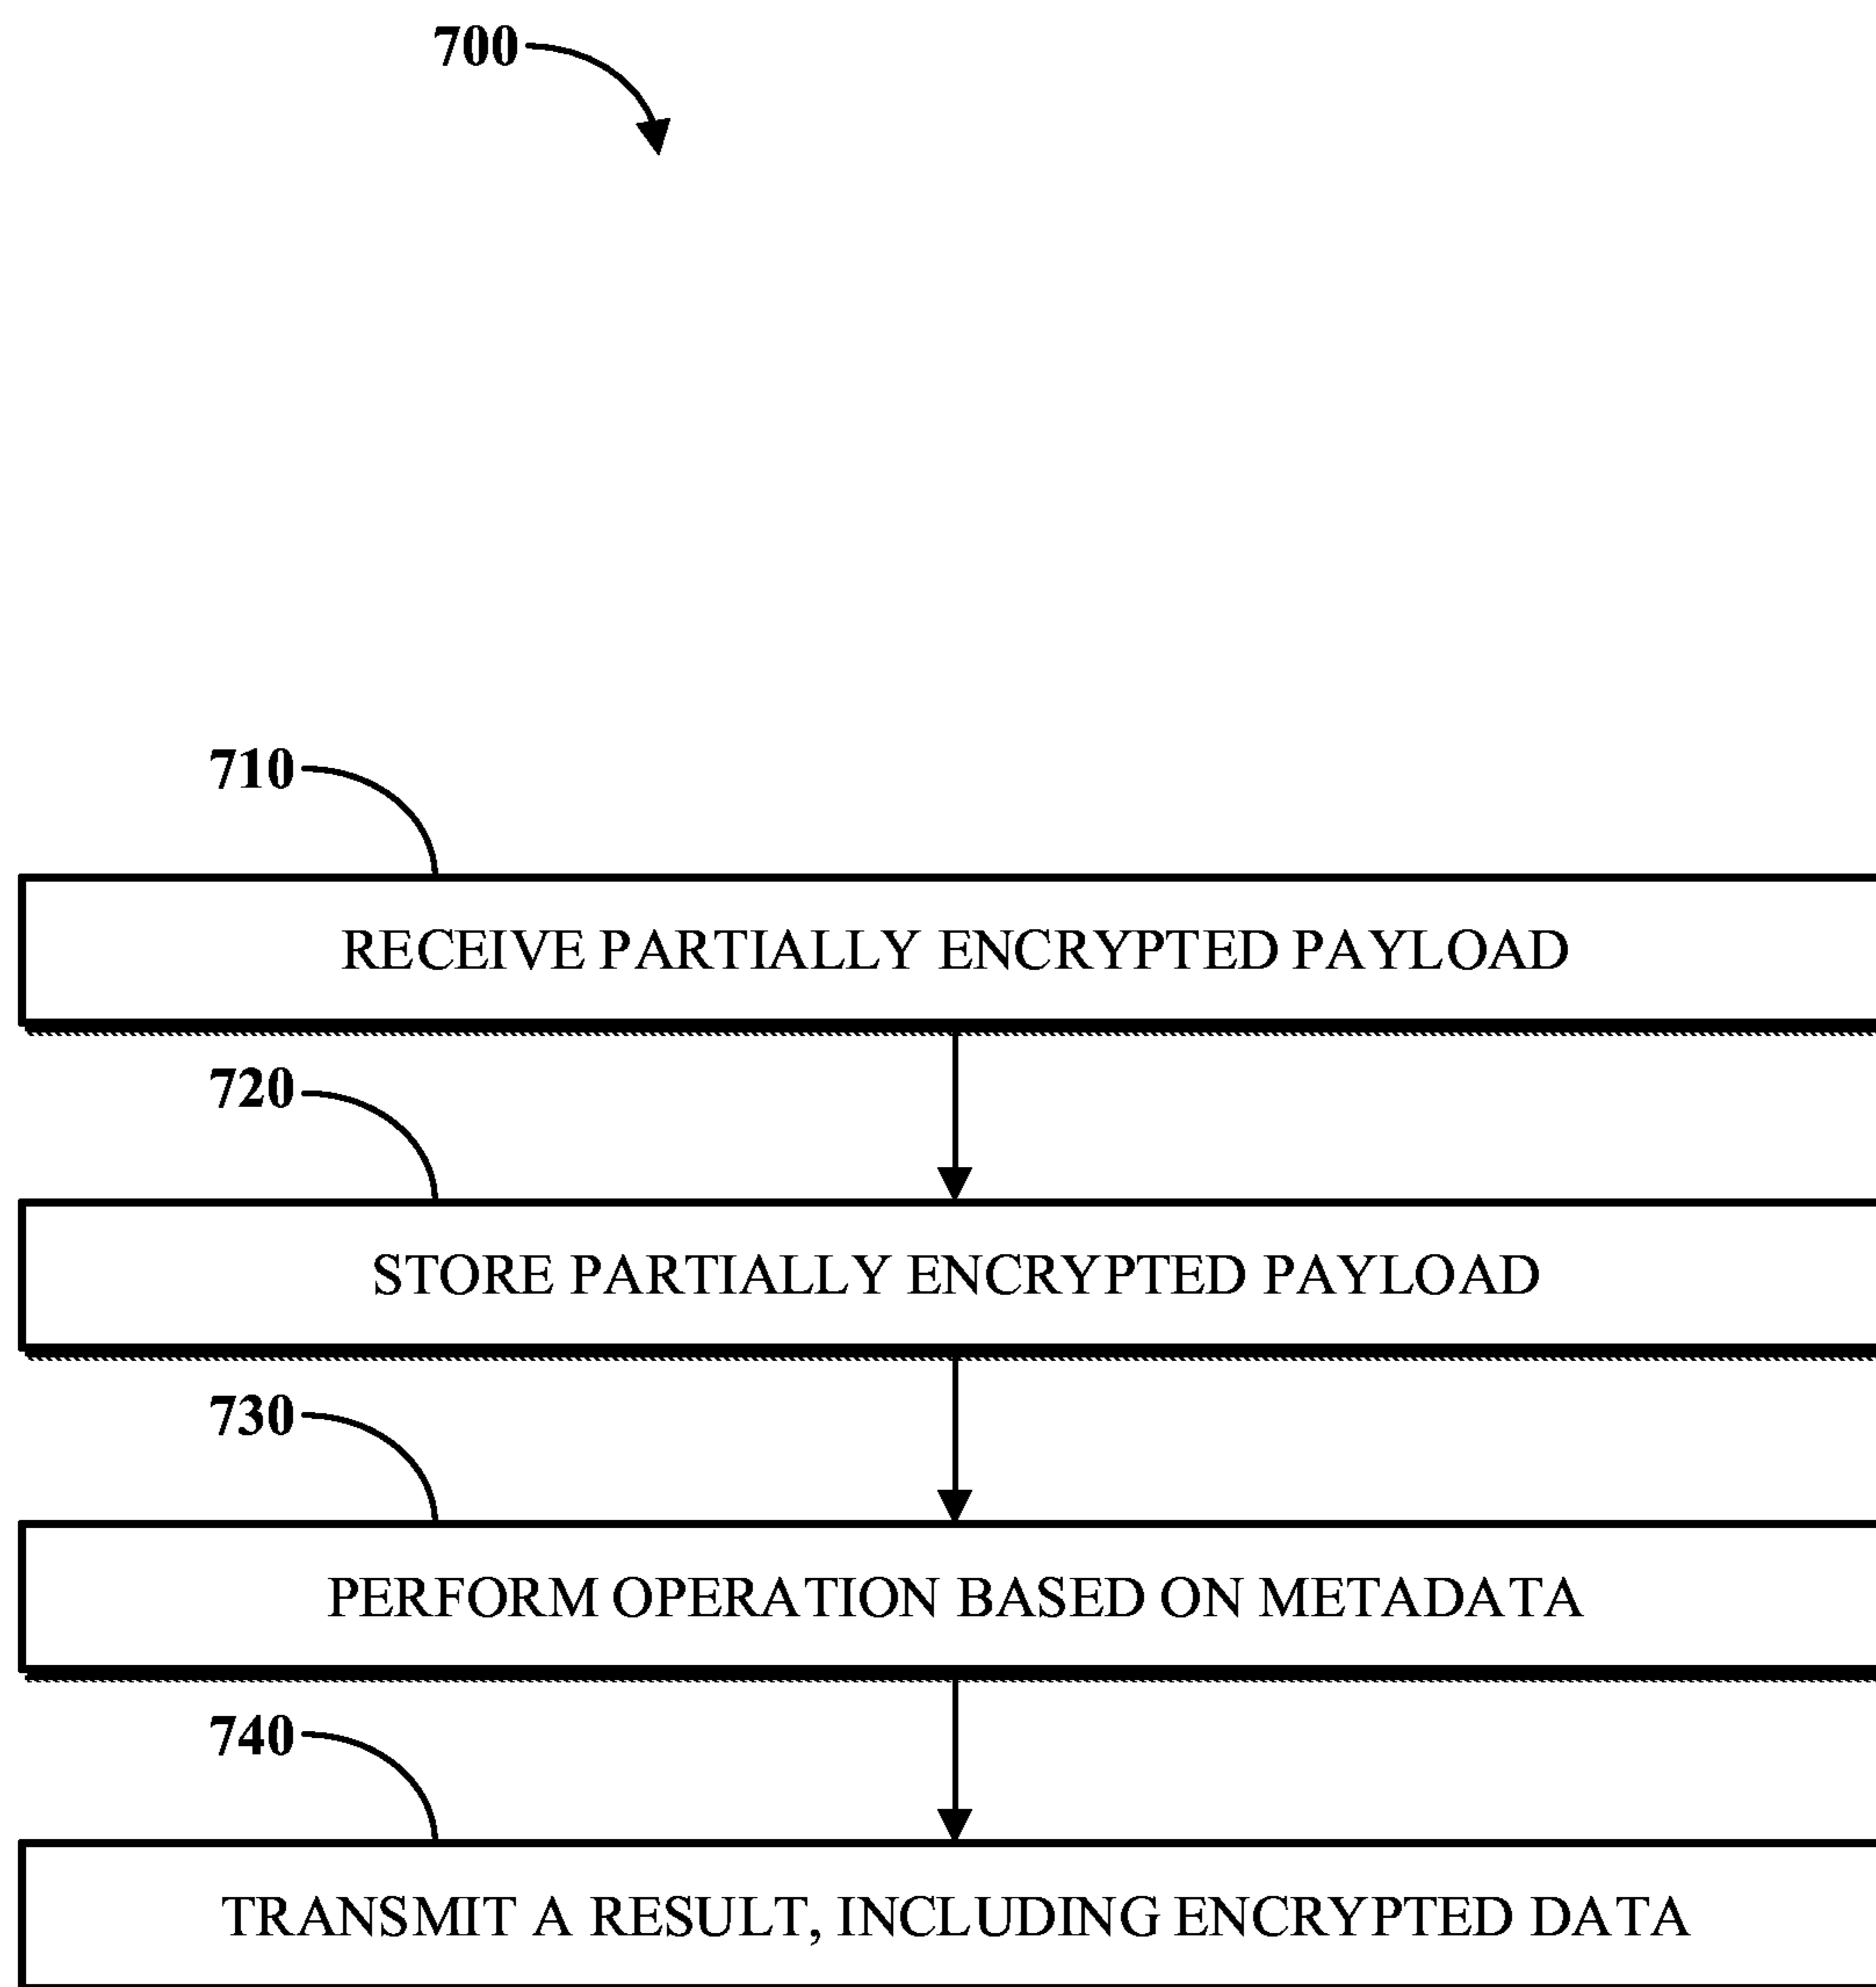 700
710
RECEIVE PARTIALLY ENCRYPTED PAYLOAD
720
STORE PARTIALLY ENCRYPTED PAYLOAD
730
PERFORM OPERATION BASED ON METADATA
740
TRANSMIT A RESULT, INCLUDING ENCRYPTED DATA